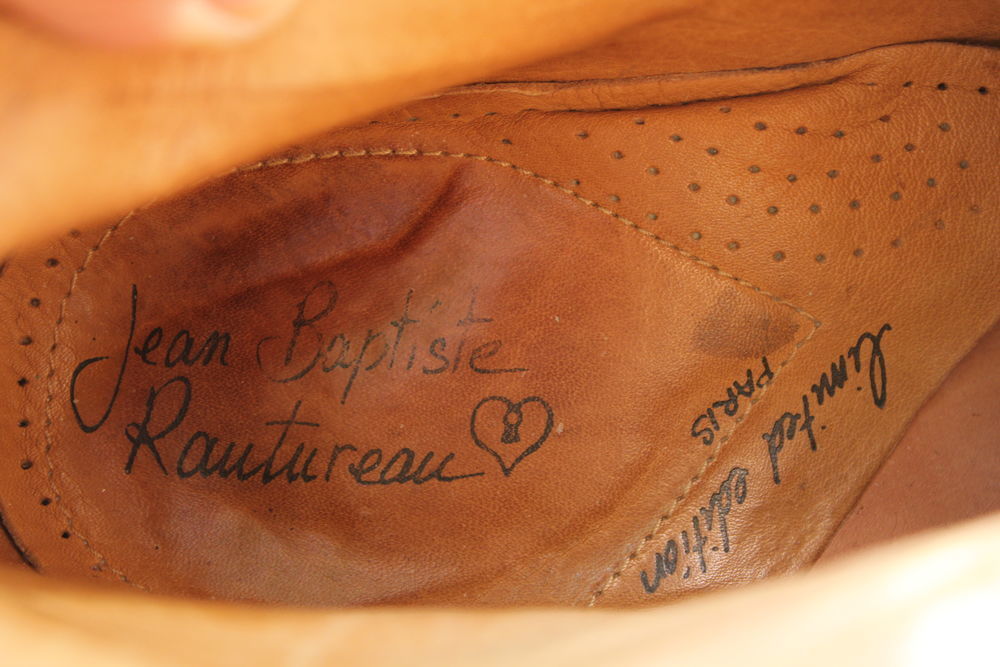 Jean Baptiste
Rautureau
PARIS
limited edition